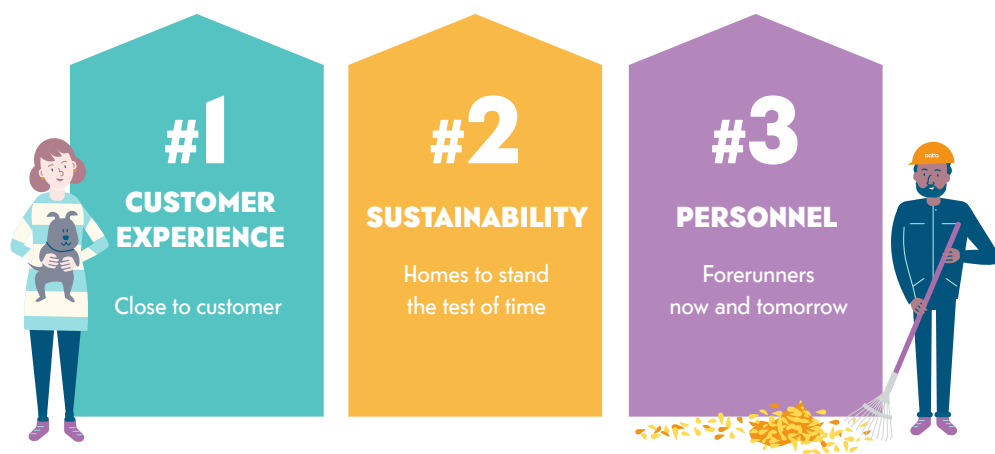 #1
CUSTOMER
EXPERIENCE
Close to customer
#2
SUSTAINABILITY
Homes to stand
the test of time
#3
PERSONNEL
Forerunners
now and tomorrow